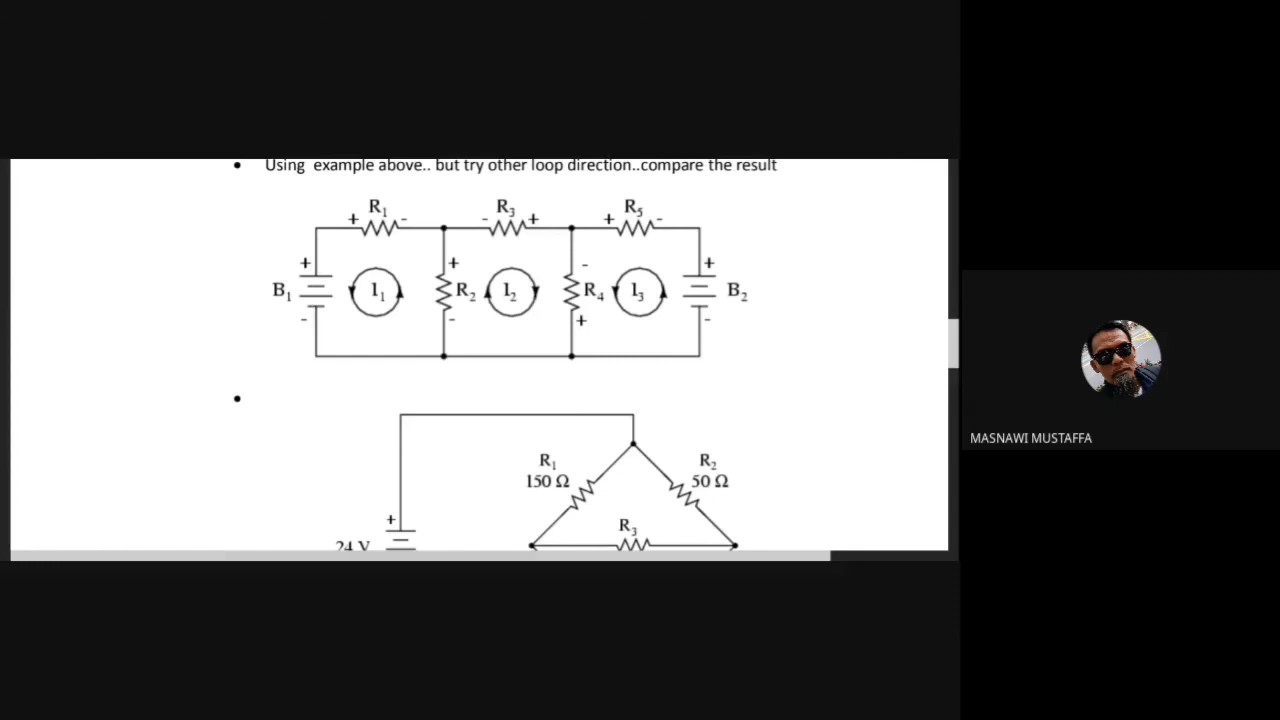 • Using example above.. but try other loop direction..compare the result
R₁ R₃ R₅
+ - - + + -
+ + - +
B₁ I₁ R₂ I₂ R₄ I₃ B₂
- - + -
•
R₁ R₂
150 Ω 50 Ω
+ R₃
24 V
MASNAWI MUSTAFFA